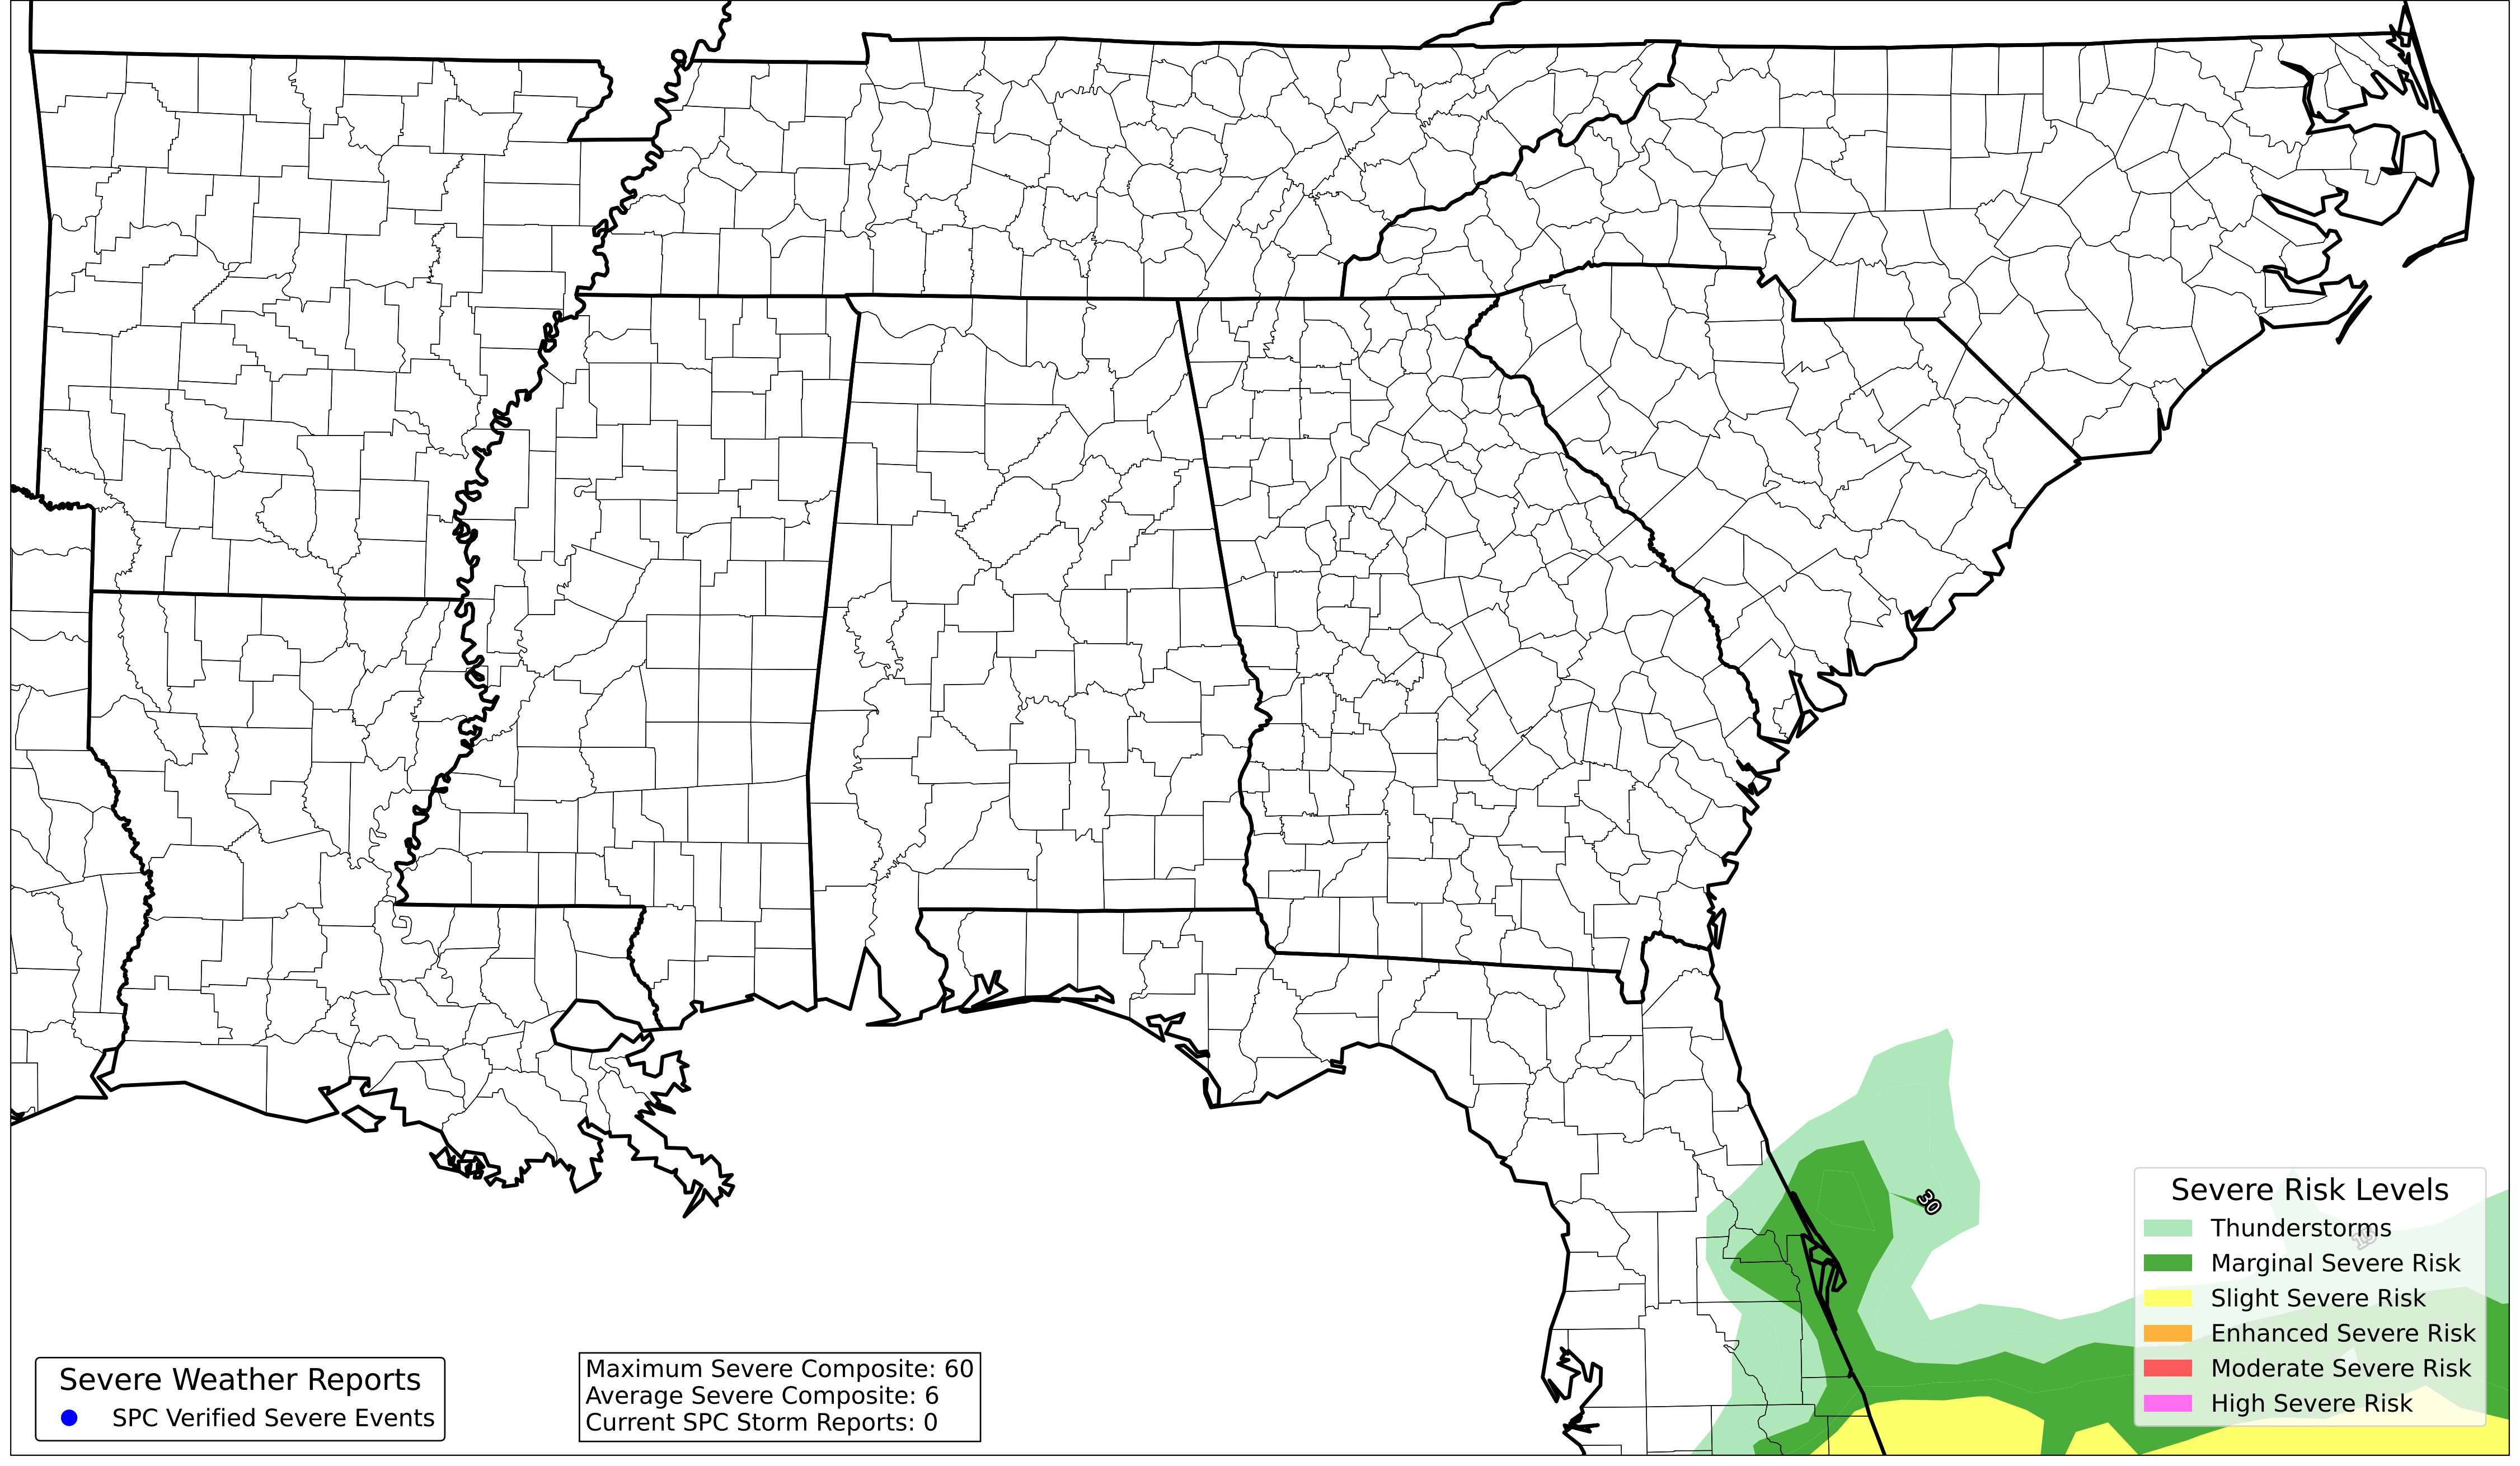 30
15
Severe Risk Levels
Thunderstorms
Marginal Severe Risk
Slight Severe Risk
Enhanced Severe Risk
Moderate Severe Risk
High Severe Risk
Severe Weather Reports
SPC Verified Severe Events
Maximum Severe Composite: 60
Average Severe Composite: 6
Current SPC Storm Reports: 0